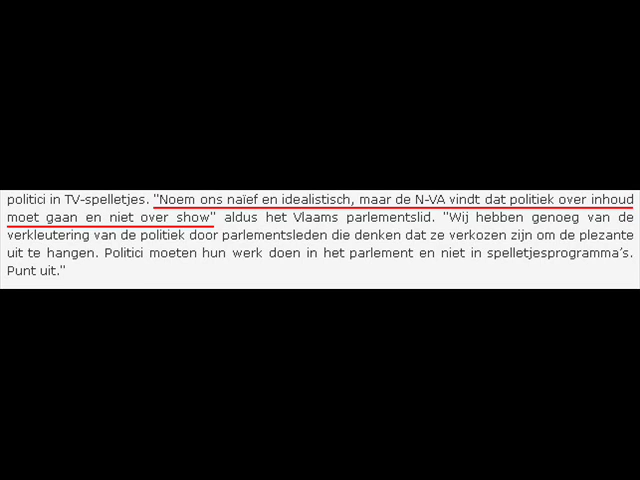 politici in TV-spelletjes. "Noem ons naïef en idealistisch, maar de N-VA vindt dat politiek over inhoud
moet gaan en niet over show" aldus het Vlaams parlementslid. "Wij hebben genoeg van de
verkleutering van de politiek door parlementsleden die denken dat ze verkozen zijn om de plezante
uit te hangen. Politici moeten hun werk doen in het parlement en niet in spelletjesprogramma’s.
Punt uit."